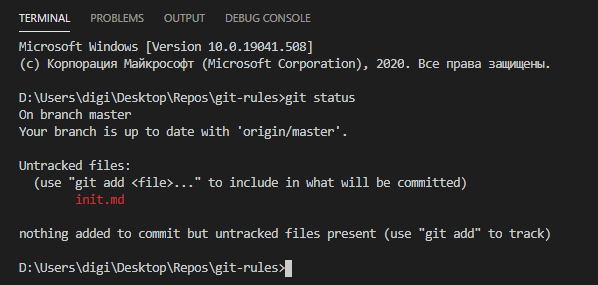 TERMINAL PROBLEMS OUTPUT DEBUG CONSOLE
Microsoft Windows [Version 10.0.19041.508]
(c) Корпорация Майкрософт (Microsoft Corporation), 2020. Все права защищены.
D:\Users\digi\Desktop\Repos\git-rules>git status
On branch master
Your branch is up to date with 'origin/master'.
Untracked files:
(use "git add <file>..." to include in what will be committed)
init.md
nothing added to commit but untracked files present (use "git add" to track)
D:\Users\digi\Desktop\Repos\git-rules>